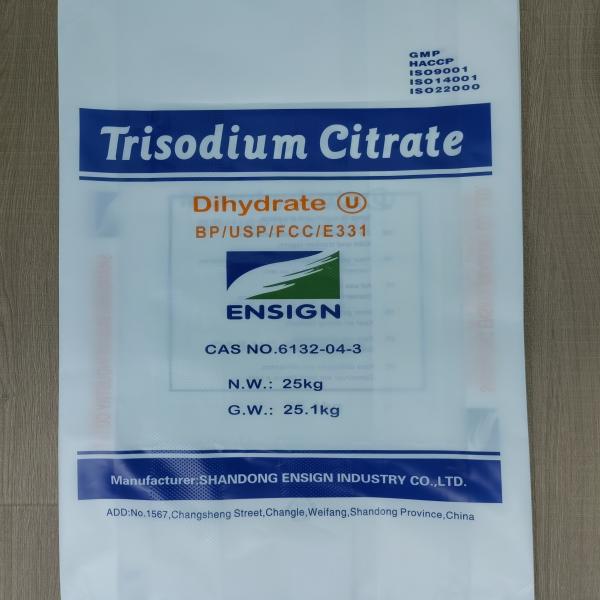 GMP
HACCP
ISO9001
ISO14001
ISO22000
Trisodium Citrate
Dihydrate U
BP/USP/FCC/E331
ENSIGN
CAS NO.6132-04-3
N.W.: 25kg
G.W.: 25.1kg
Manufacturer:SHANDONG ENSIGN INDUSTRY CO.,LTD.
ADD:No.1567,Changsheng Street,Changle,Weifang,Shandong Province,China